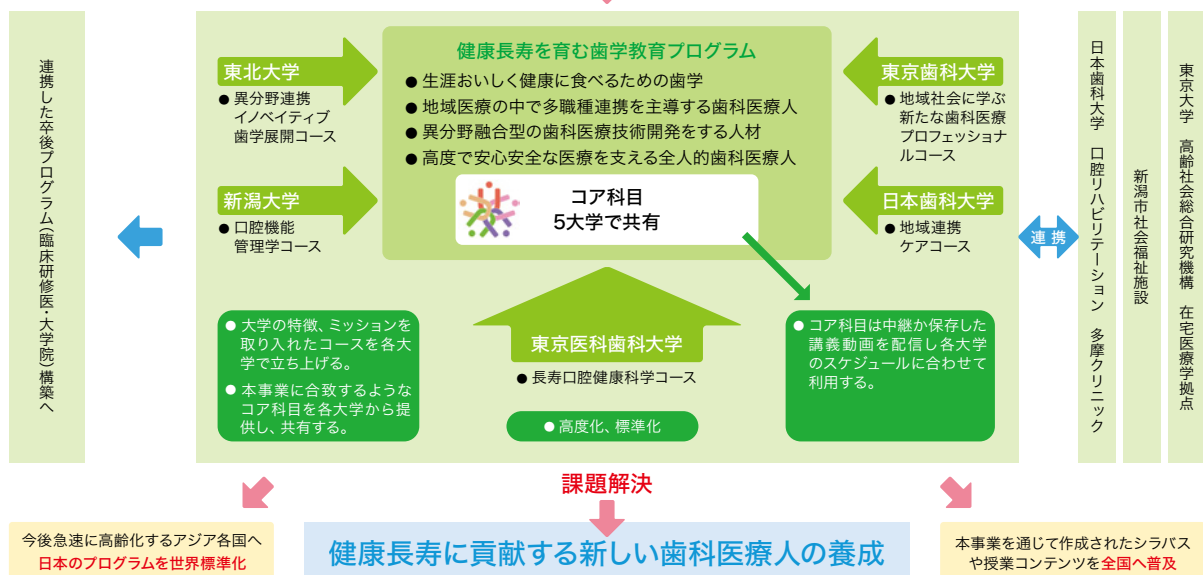 連携した卒後プログラム（臨床研修医・大学院）構築へ
東北大学
● 異分野連携
イノベイティブ
歯学展開コース
新潟大学
● 口腔機能
管理学コース
健康長寿を育む歯学教育プログラム
● 生涯おいしく健康に食べるための歯学
● 地域医療の中で多職種連携を主導する歯科医療人
● 異分野融合型の歯科医療技術開発をする人材
● 高度で安心安全な医療を支える全人的歯科医療人
コア科目
5大学で共有
東京歯科大学
● 地域社会に学ぶ
新たな歯科医療
プロフェッショナ
ルコース
日本歯科大学
● 地域連携
ケアコース
連携
日本歯科大学 口腔リハビリテーション 多摩クリニック
新潟市社会福祉施設
東京大学 高齢社会総合研究機構 在宅医療学拠点
● 大学の特徴、ミッションを
取り入れたコースを各大
学で立ち上げる。
● 本事業に合致するような
コア科目を各大学から提
供し、共有する。
東京医科歯科大学
● 長寿口腔健康科学コース
● 高度化、標準化
● コア科目は中継か保存した
講義動画を配信し各大学
のスケジュールに合わせて
利用する。
課題解決
今後急速に高齢化するアジア各国へ
日本のプログラムを世界標準化
健康長寿に貢献する新しい歯科医療人の養成
本事業を通じて作成されたシラバス
や授業コンテンツを全国へ普及